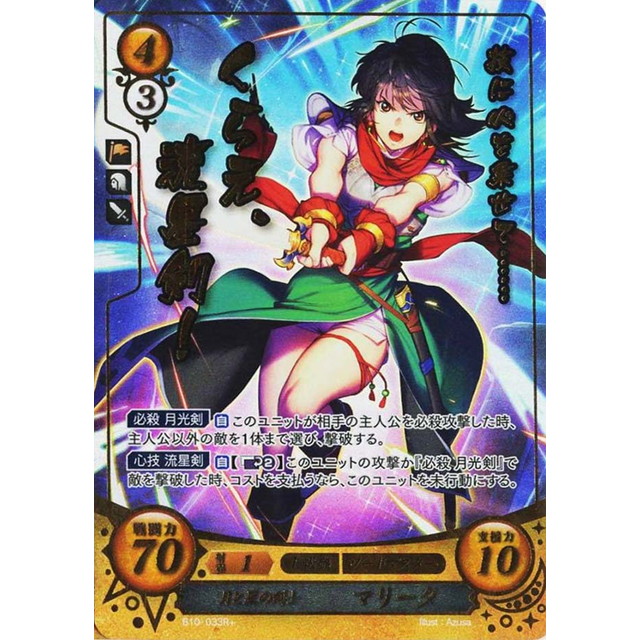 4
3
技に心を乗せて……
くらえ、
流星剣！
必殺 月光剣 自 このユニットが相手の主人公を必殺攻撃した時、
主人公以外の敵を1体まで選び、撃破する。
心技 流星剣 自【2】このユニットの攻撃か『必殺 月光剣』で
敵を撃破した時、コストを支払うなら、このユニットを未行動にする。
戦闘力
70
射程 1
支援力
10
月と星の剣士 マリータ
B10-033R+
Illust : Azusa